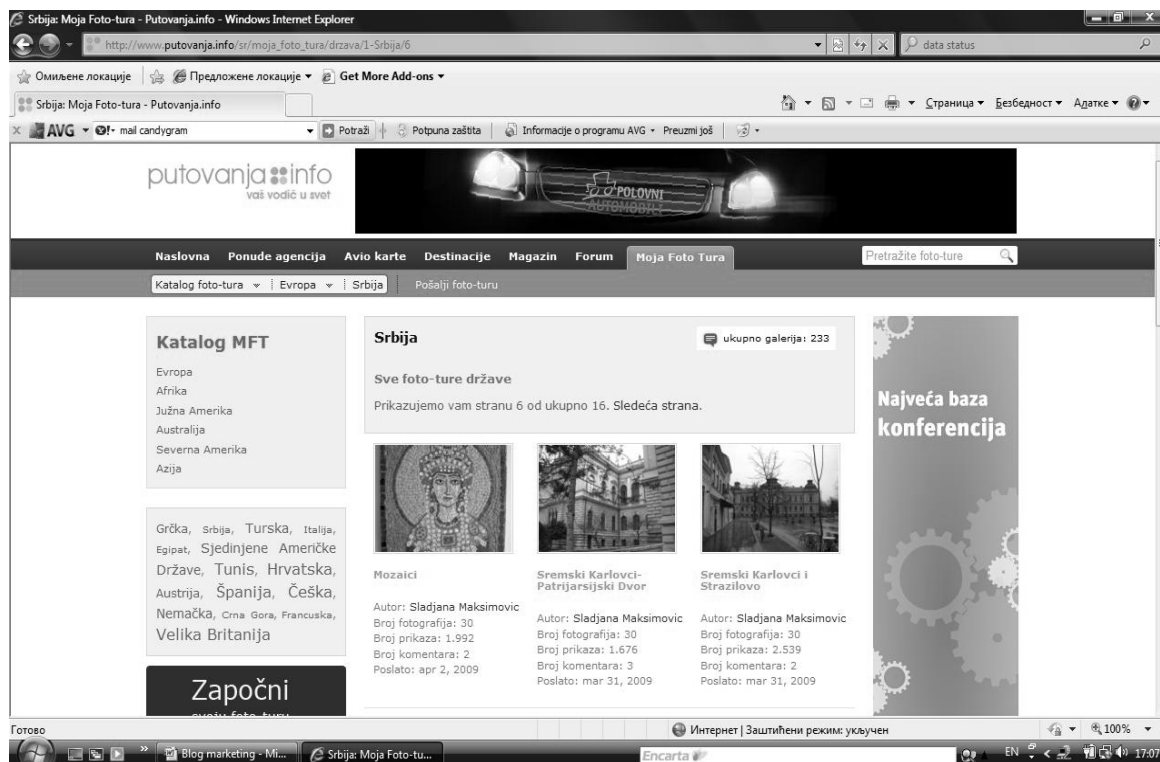 Srbija: Moja Foto-tura - Putovanja.info - Windows Internet Explorer
http://www.putovanja.info/sr/moja_foto_tura/drzava/1-Srbija/6
data status
Омиљене локације Предложене локације Get More Add-ons
Srbija: Moja Foto-tura - Putovanja.info
Страница Безбедност Алатке
AVG mail candygram Potraži Potpuna zaštita Informacije o programu AVG Preuzmi još
putovanja info
vaš vodič u svet
POLOVNI
AUTOMOBILI
Naslovna Ponude agencija Avio karte Destinacije Magazin Forum Moja Foto Tura
Pretražite foto-ture
Katalog foto-tura Evropa Srbija Pošalji foto-turu
Katalog MFT
Evropa
Afrika
Južna Amerika
Australija
Severna Amerika
Azija
Grčka, Srbija, Turska, Italija,
Egipat, Sjedinjene Američke
Države, Tunis, Hrvatska,
Austrija, Španija, Češka,
Nemačka, Crna Gora, Francuska,
Velika Britanija
Započni
svoju foto-turu
Srbija
ukupno galerija: 233
Sve foto-ture države
Prikazujemo vam stranu 6 od ukupno 16. Sledeća strana.
Mozaici
Autor: Sladjana Maksimovic
Broj fotografija: 30
Broj prikaza: 1.992
Broj komentara: 2
Poslato: apr 2, 2009
Sremski Karlovci-
Patrijarsijski Dvor
Autor: Sladjana Maksimovic
Broj fotografija: 30
Broj prikaza: 1.676
Broj komentara: 3
Poslato: mar 31, 2009
Sremski Karlovci i
Strazilovo
Autor: Sladjana Maksimovic
Broj fotografija: 30
Broj prikaza: 2.539
Broj komentara: 2
Poslato: mar 31, 2009
Najveća baza
konferencija
Готово
Интернет | Заштићени режим: укључен
100%
Blog marketing - Mi... Srbija: Moja Foto-tu... Encarta EN 17:07